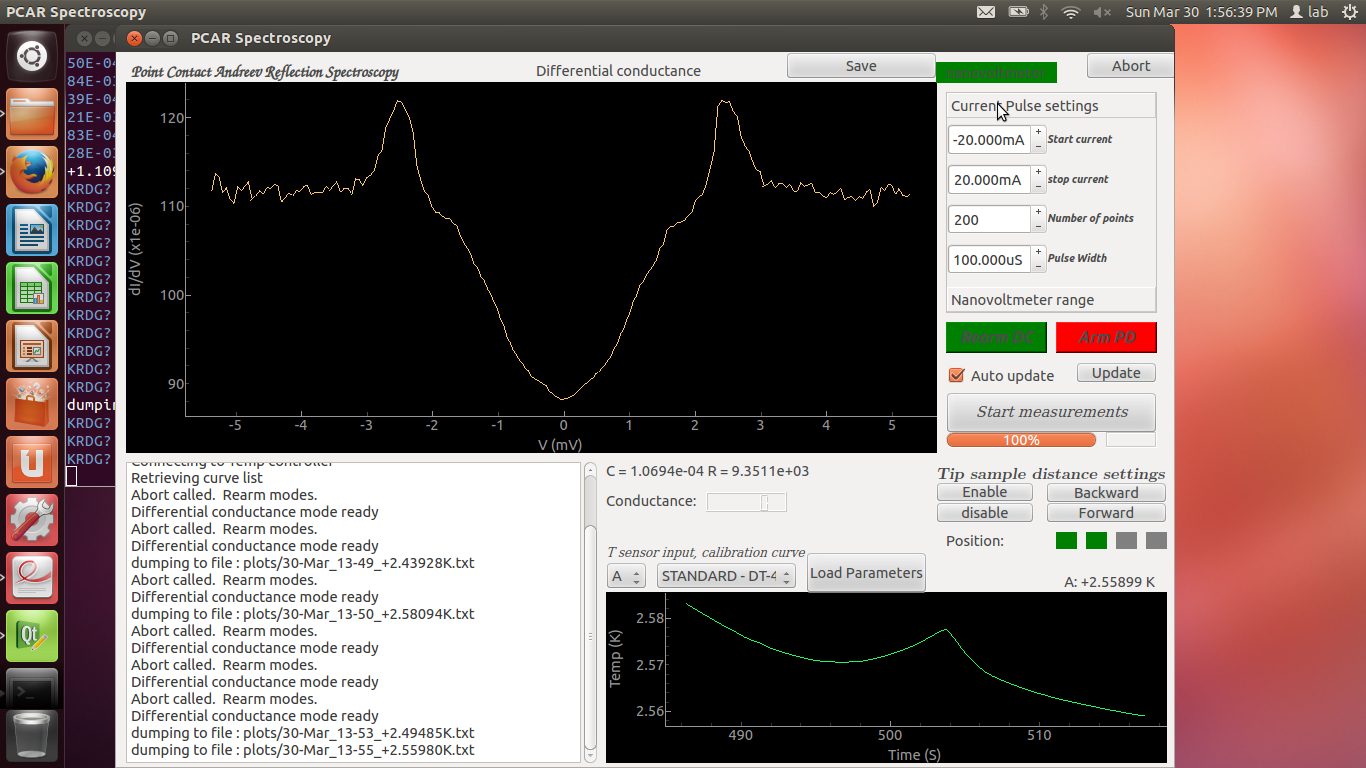 PCAR Spectroscopy
Sun Mar 30 1:56:39 PM lab
PCAR Spectroscopy
50E-04
84E-03
39E-04
21E-03
83E-04
28E-03
+1.109
KRDG?
KRDG?
KRDG?
KRDG?
KRDG?
KRDG?
KRDG?
KRDG?
KRDG?
KRDG?
KRDG?
KRDG?
dumpin
KRDG?
KRDG?
KRDG?
Point Contact Andreev Reflection Spectroscopy
Differential conductance
Save
Abort
120
110
100
90
dI/dV (x1e-06)
-5 -4 -3 -2 -1 0 1 2 3 4 5
V (mV)
Current Pulse settings
-20.000mA Start current
20.000mA stop current
200 Number of points
100.000uS Pulse Width
Nanovoltmeter range
Rearm DC
Arm PD
Auto update
Update
Start measurements
100%
Connecting to Temp controller
Retrieving curve list
Abort called. Rearm modes.
Differential conductance mode ready
Abort called. Rearm modes.
Differential conductance mode ready
dumping to file : plots/30-Mar_13-49_+2.43928K.txt
Abort called. Rearm modes.
Differential conductance mode ready
dumping to file : plots/30-Mar_13-50_+2.58094K.txt
Abort called. Rearm modes.
Differential conductance mode ready
Abort called. Rearm modes.
Differential conductance mode ready
Abort called. Rearm modes.
Differential conductance mode ready
dumping to file : plots/30-Mar_13-53_+2.49485K.txt
dumping to file : plots/30-Mar_13-55_+2.55980K.txt
C = 1.0694e-04 R = 9.3511e+03
Conductance:
T sensor input, calibration curve
A
STANDARD - DT-4
Load Parameters
Tip sample distance settings
Enable
Backward
disable
Forward
Position:
A: +2.55899 K
2.58
2.57
2.56
Temp (K)
490 500 510
Time (S)